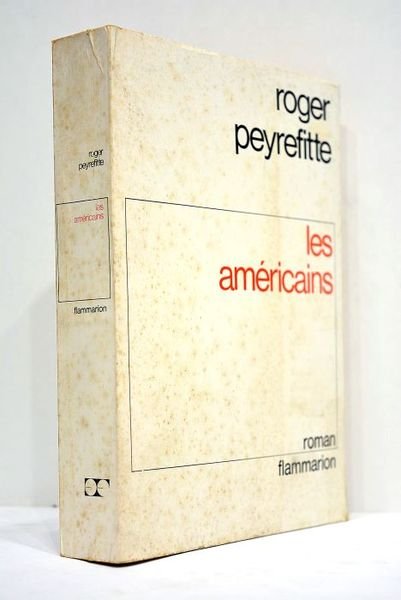 roger
peyrefitte
les
américains
flammarion
roger
peyrefitte
les
américains
roman
flammarion